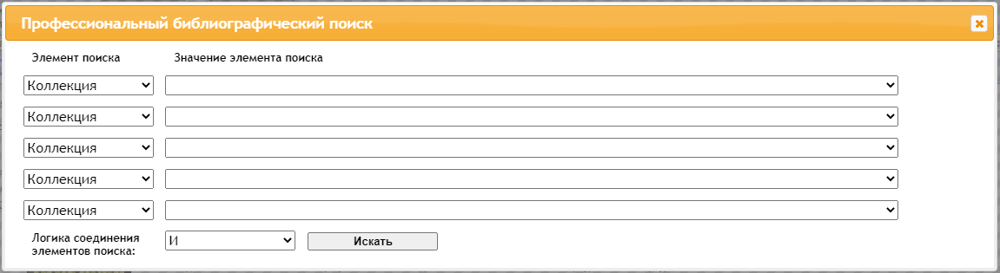 Профессиональный библиографический поиск
Элемент поиска Значение элемента поиска
Коллекция
Коллекция
Коллекция
Коллекция
Коллекция
Логика соединения
элементов поиска:
И Искать